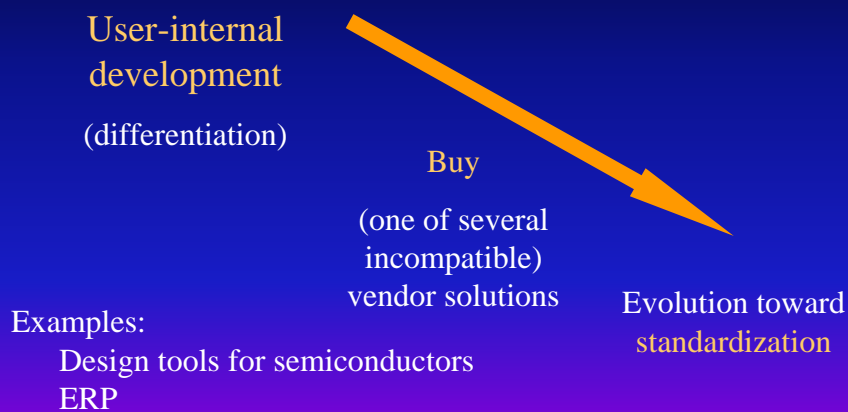 User-internal
development
(differentiation)
Buy
(one of several
incompatible)
vendor solutions
Evolution toward
standardization
Examples:
Design tools for semiconductors
ERP